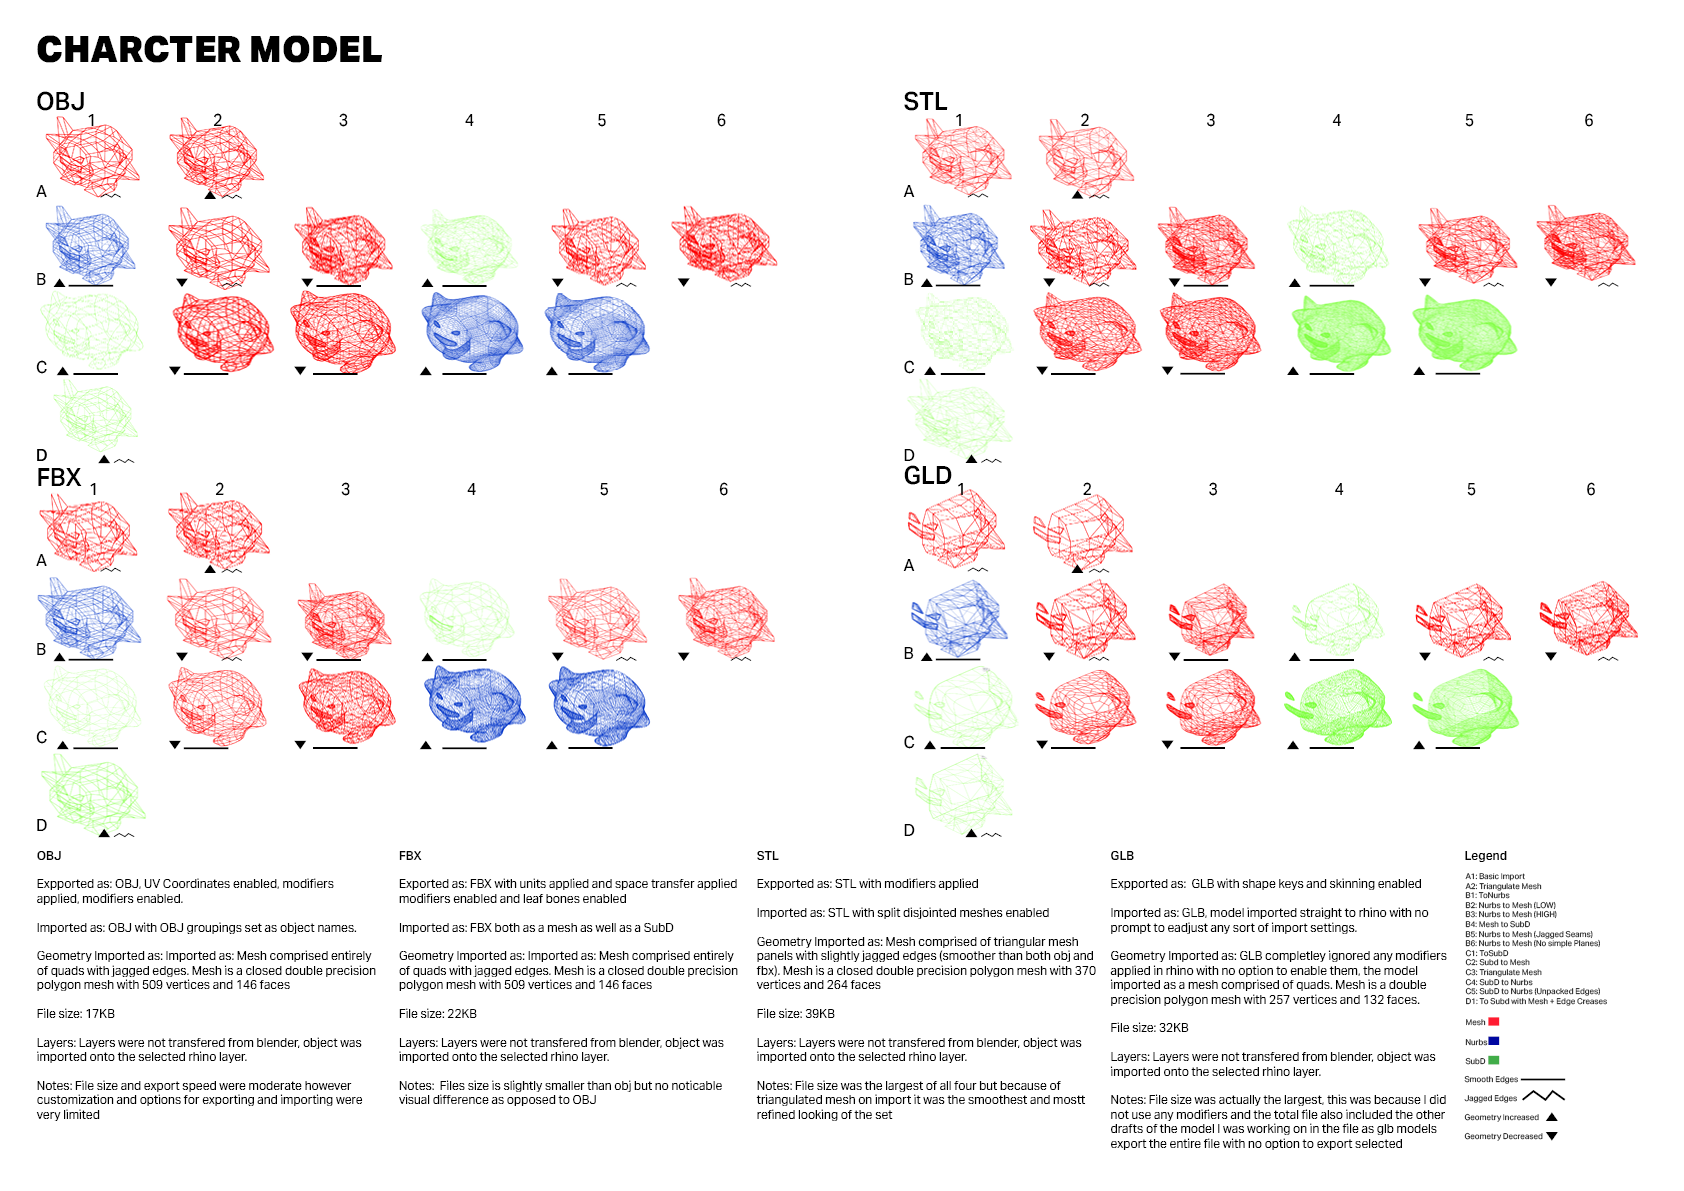 CHARCTER MODEL
OBJ
1
2
3
4
5
6
A
B
C
D
STL
1
2
3
4
5
6
A
B
C
D
FBX
1
2
3
4
5
6
A
B
C
D
GLD
1
2
3
4
5
6
A
B
C
D
OBJ
Expported as: OBJ, UV Coordinates enabled, modifiers
applied, modifiers enabled.
Imported as: OBJ with OBJ groupings set as object names.
Geometry Imported as: Imported as: Mesh comprised entirely
of quads with jagged edges. Mesh is a closed double precision
polygon mesh with 509 vertices and 146 faces
File size: 17KB
Layers: Layers were not transfered from blender, object was
imported onto the selected rhino layer.
Notes: File size and export speed were moderate however
customization and options for exporting and importing were
very limited
FBX
Exported as: FBX with units applied and space transfer applied
modifiers enabled and leaf bones enabled
Imported as: FBX both as a mesh as well as a SubD
Geometry Imported as: Imported as: Mesh comprised entirely
of quads with jagged edges. Mesh is a closed double precision
polygon mesh with 509 vertices and 146 faces
File size: 22KB
Layers: Layers were not transfered from blender, object was
imported onto the selected rhino layer.
Notes: Files size is slightly smaller than obj but no noticable
visual difference as opposed to OBJ
STL
Expported as: STL with modifiers applied
Imported as: STL with split disjointed meshes enabled
Geometry Imported as: Mesh comprised of triangular mesh
panels with slightly jagged edges (smoother than both obj and
fbx). Mesh is a closed double precision polygon mesh with 370
vertices and 264 faces
File size: 39KB
Layers: Layers were not transfered from blender, object was
imported onto the selected rhino layer.
Notes: File size was the largest of all four but because of
triangulated mesh on import it was the smoothest and mostt
refined looking of the set
GLB
Expported as: GLB with shape keys and skinning enabled
Imported as: GLB, model imported straight to rhino with no
prompt to eadjust any sort of import settings.
Geometry Imported as: GLB completley ignored any modifiers
applied in rhino with no option to enable them, the model
imported as a mesh comprised of quads. Mesh is a double
precision polygon mesh with 257 vertices and 132 faces.
File size: 32KB
Layers: Layers were not transfered from blender, object was
imported onto the selected rhino layer.
Notes: File size was actually the largest, this was because I did
not use any modifiers and the total file also included the other
drafts of the model I was working on in the file as glb models
export the entire file with no option to export selected
Legend
A1: Basic Import
A2: Triangulate Mesh
B1: ToNurbs
B2: Nurbs to Mesh (LOW)
B3: Nurbs to Mesh (HIGH)
B4: Mesh to SubD
B5: Nurbs to Mesh (Jagged Seams)
B6: Nurbs to Mesh (No simple Planes)
C1: ToSubD
C2: Subd to Mesh
C3: Triangulate Mesh
C4: SubD to Nurbs
C5: SubD to Nurbs (Unpacked Edges)
D1: To Subd with Mesh + Edge Creases
Mesh
Nurbs
SubD
Smooth Edges
Jagged Edges
Geometry Increased
Geometry Decreased